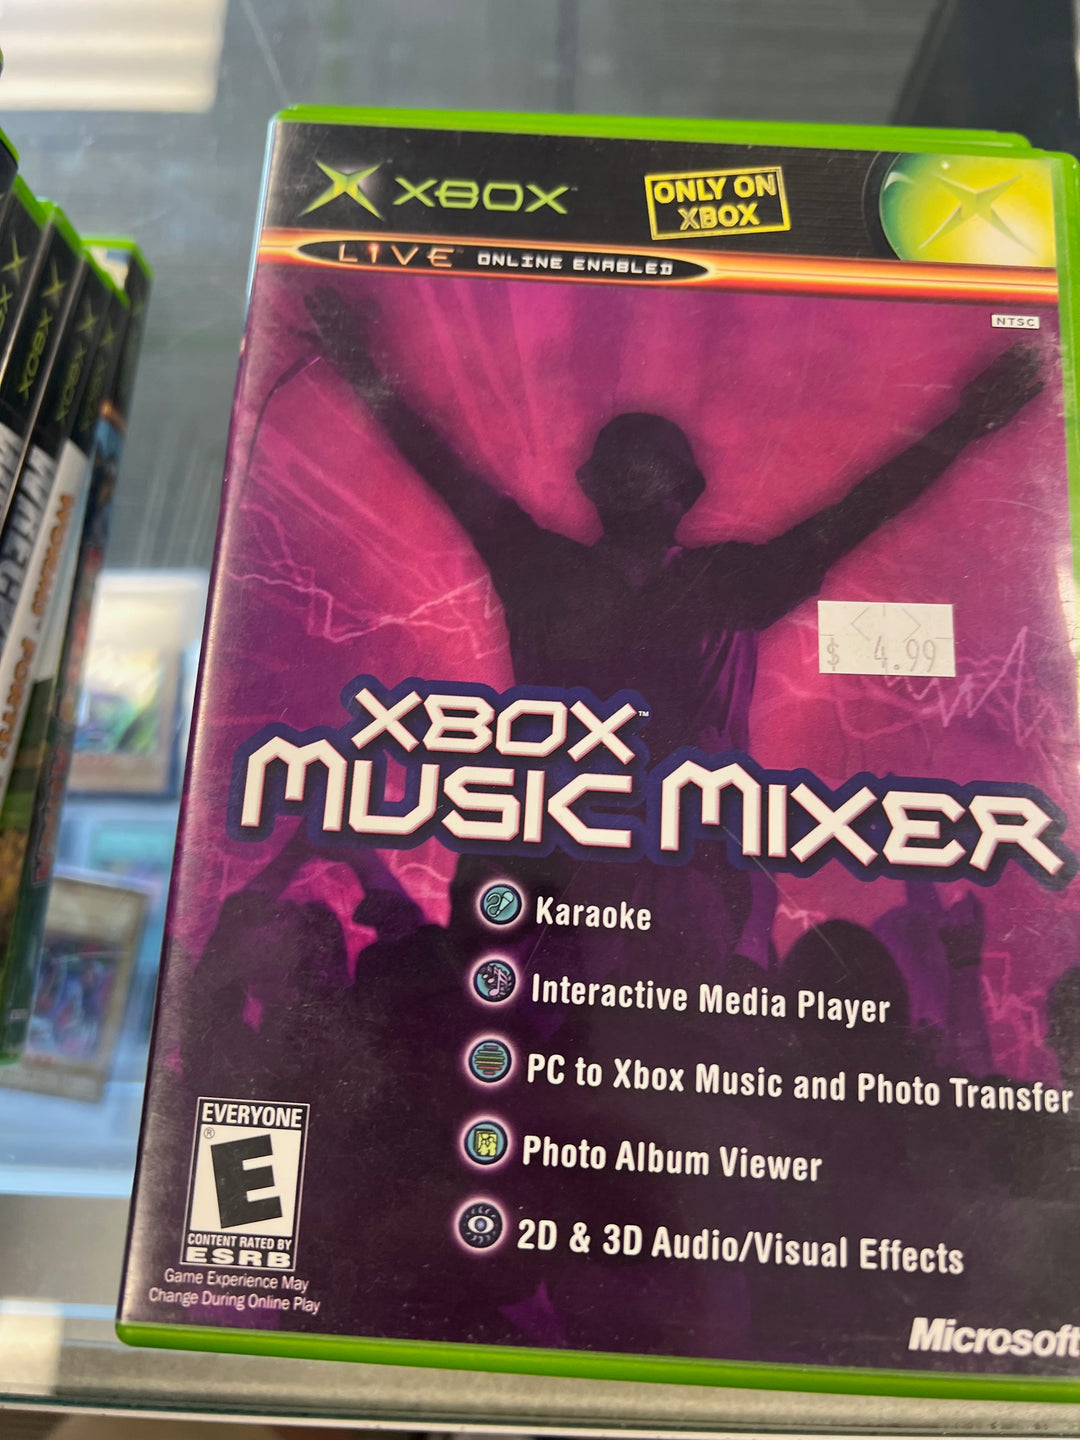 XBOX
ONLY ON
XBOX
LIVE™ ONLINE ENABLED
NTSC
$ 4.99
XBOX™
MUSIC MIXER
Karaoke
Interactive Media Player
PC to Xbox Music and Photo Transfer
Photo Album Viewer
2D & 3D Audio/Visual Effects
EVERYONE
®
E
CONTENT RATED BY
ESRB
Game Experience May
Change During Online Play
Microsoft
XBOX
XBOX